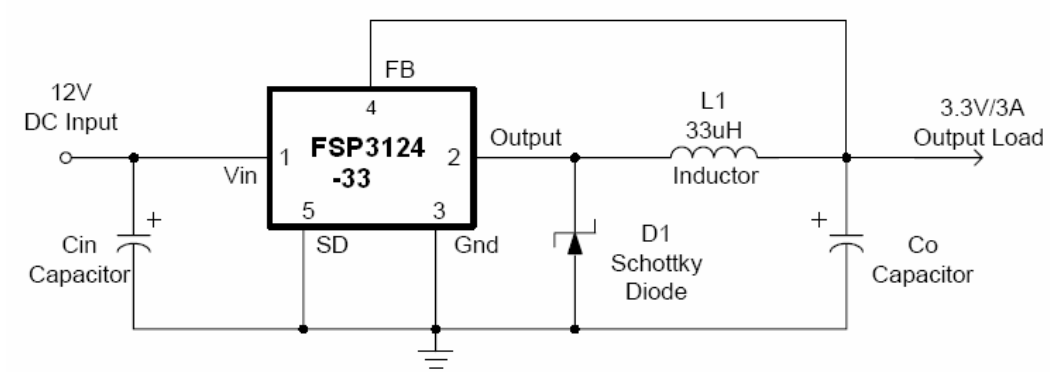 FB
12V
DC Input
4
L1
33uH
3.3V/3A
Output Load
1
FSP3124
-33
2
Output
Vin
Inductor
5
3
SD
Gnd
+
Cin
Capacitor
D1
Schottky
Diode
+
Co
Capacitor